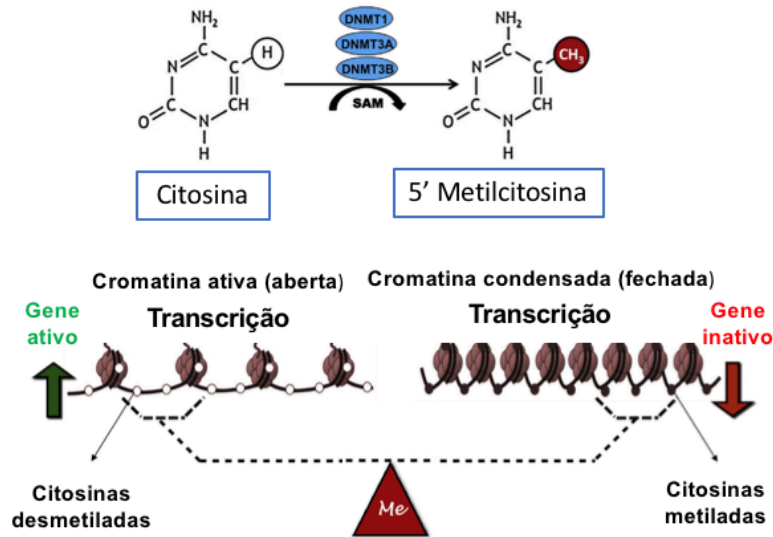 NH₂
N
C
C
H
C
CH
O
N
H
DNMT1
DNMT3A
DNMT3B
SAM
NH₂
N
C
C
CH₃
C
CH
O
N
H
Citosina
5’ Metilcitosina
Cromatina ativa (aberta)
Cromatina condensada (fechada)
Gene
ativo
Transcrição
Transcrição
Gene
inativo
Citosinas
desmetiladas
Me
Citosinas
metiladas